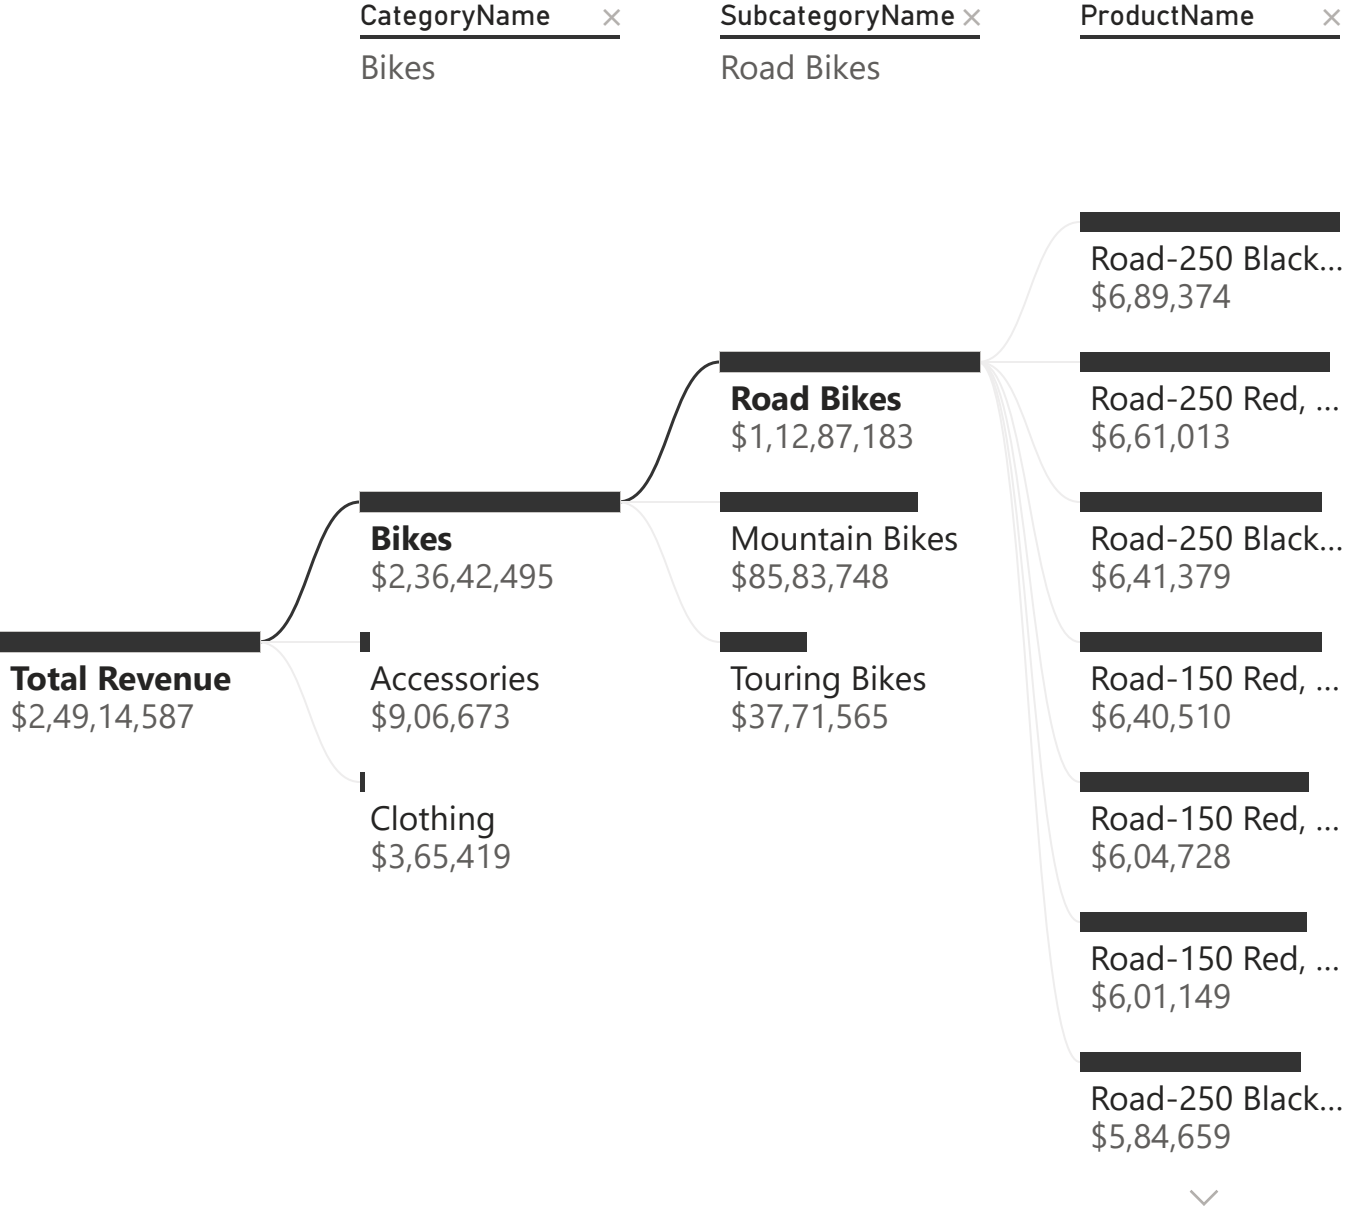 CategoryName
Bikes
SubcategoryName
Road Bikes
ProductName
Total Revenue
$2,49,14,587
Bikes
$2,36,42,495
Accessories
$9,06,673
Clothing
$3,65,419
Road Bikes
$1,12,87,183
Mountain Bikes
$85,83,748
Touring Bikes
$37,71,565
Road-250 Black...
$6,89,374
Road-250 Red, ...
$6,61,013
Road-250 Black...
$6,41,379
Road-150 Red, ...
$6,40,510
Road-150 Red, ...
$6,04,728
Road-150 Red, ...
$6,01,149
Road-250 Black...
$5,84,659